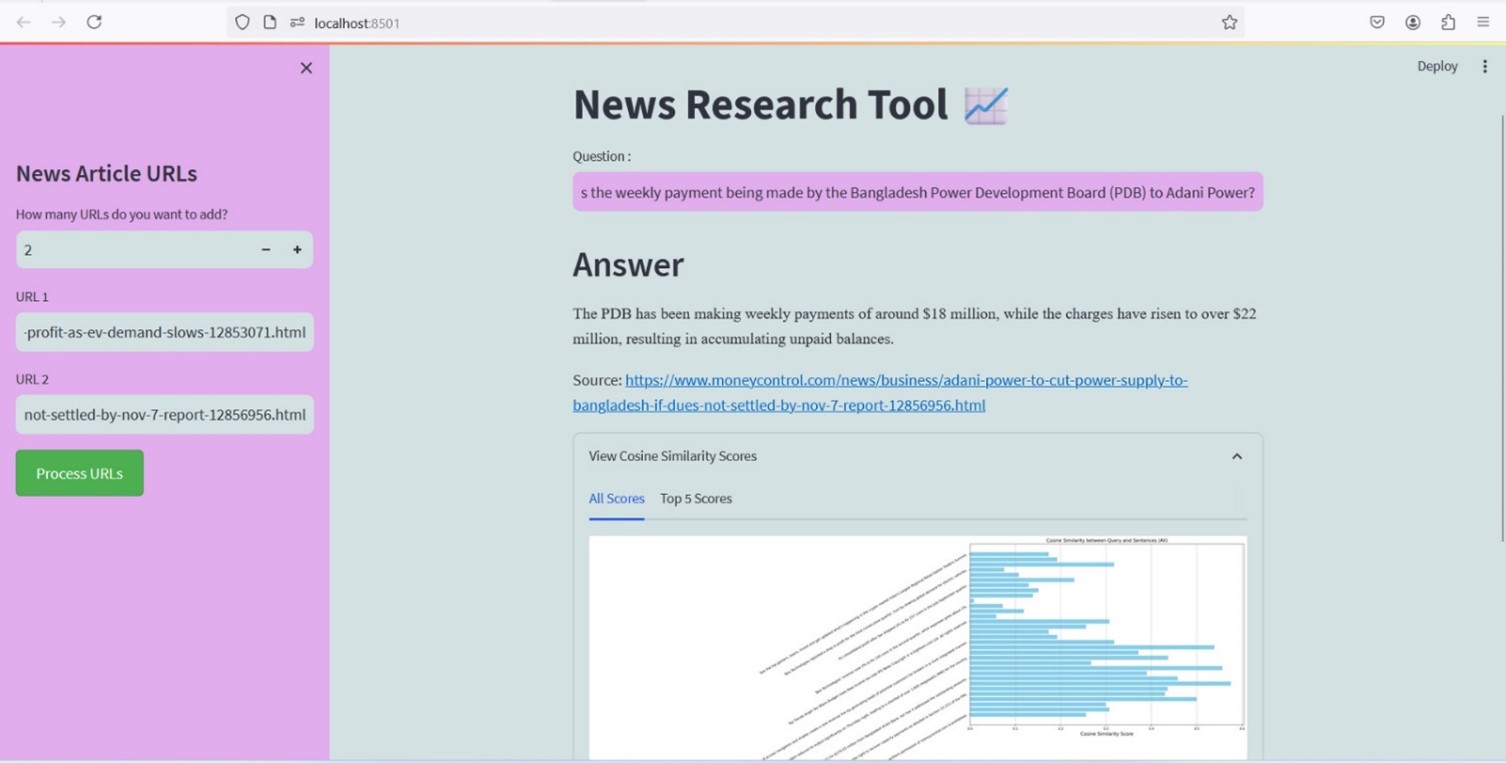 localhost:8501
Deploy
News Article URLs
How many URLs do you want to add?
2
URL 1
-profit-as-ev-demand-slows-12853071.html
URL 2
not-settled-by-nov-7-report-12856956.html
Process URLs
News Research Tool
Question :
s the weekly payment being made by the Bangladesh Power Development Board (PDB) to Adani Power?
Answer
The PDB has been making weekly payments of around $18 million, while the charges have risen to over $22
million, resulting in accumulating unpaid balances.
Source: https://www.moneycontrol.com/news/business/adani-power-to-cut-power-supply-to-
bangladesh-if-dues-not-settled-by-nov-7-report-12856956.html
View Cosine Similarity Scores
All Scores Top 5 Scores
Cosine Similarity between Query and Sentences (All)
Cosine Similarity Score